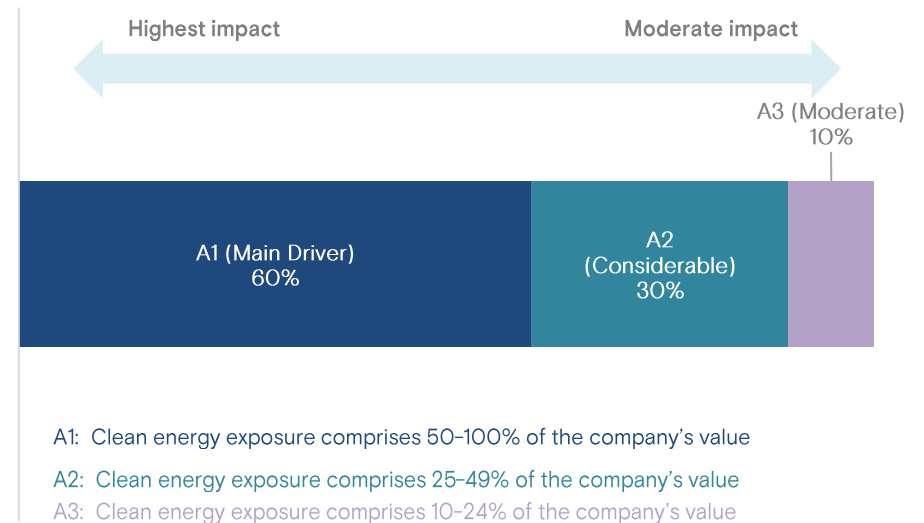 Highest impact
Moderate impact
A3 (Moderate)
10%
A1 (Main Driver)
60%
A2
(Considerable)
30%
A1:  Clean energy exposure comprises 50-100% of the company’s value
A2:  Clean energy exposure comprises 25-49% of the company’s value
A3:  Clean energy exposure comprises 10-24% of the company’s value